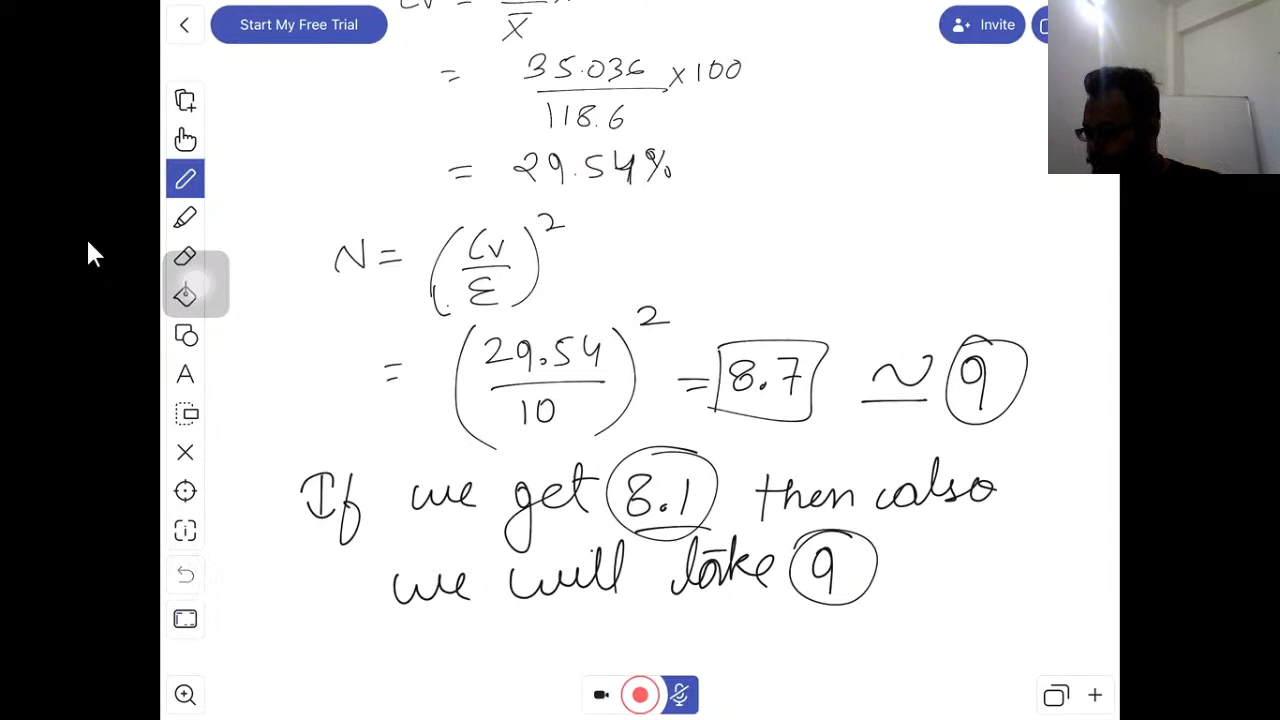 Start My Free Trial
Invite
CV =
X̄
= 35.036 / 118.6 × 100
= 29.54%
N = (CV / Ɛ)²
= (29.54 / 10)² = 8.7 ≃ 9
If we get 8.1 then also
we will take 9